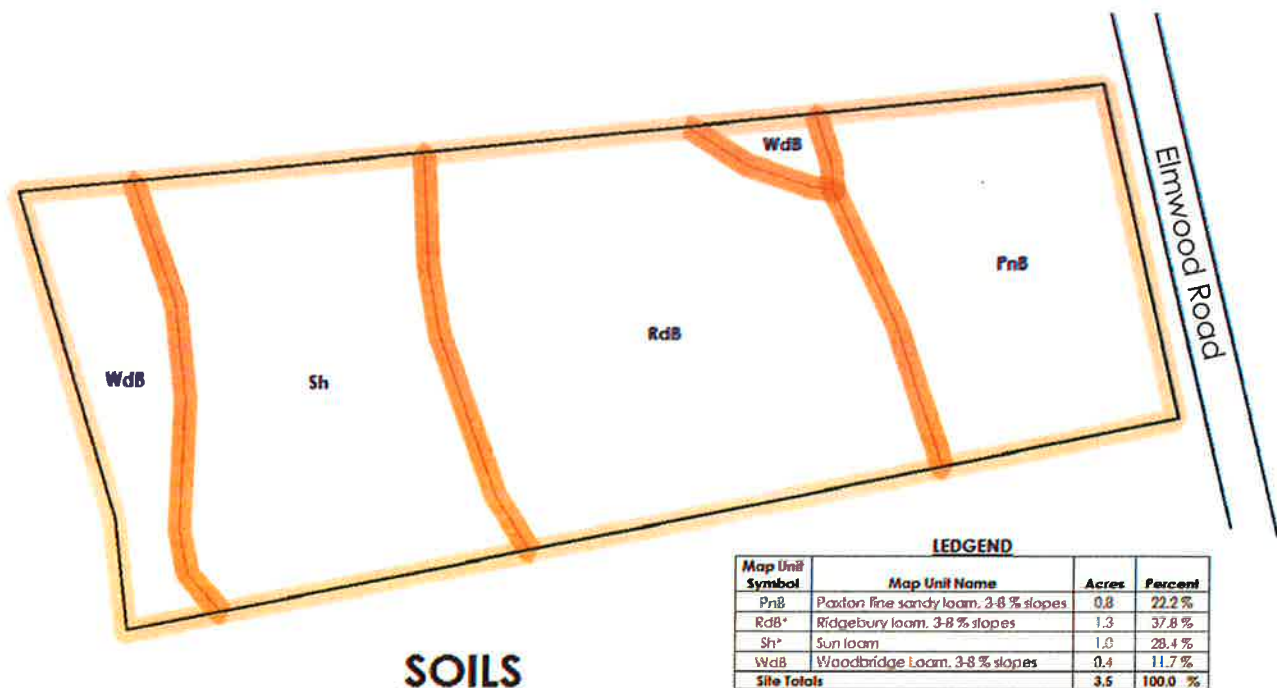 WdB
Elmwood Road
PnB
RdB
WdB
Sh
LEDGEND
Map Unit Symbol Map Unit Name Acres Percent
PnB Paxton fine sandy loam, 3-8 % slopes 0.8 22.2 %
RdB* Ridgebury loam, 3-8 % slopes 1.3 37.8 %
Sh* Sun loam 1.0 28.4 %
WdB Woodbridge Loam, 3-8 % slopes 0.4 11.7 %
Site Totals 3.5 100.0 %
SOILS